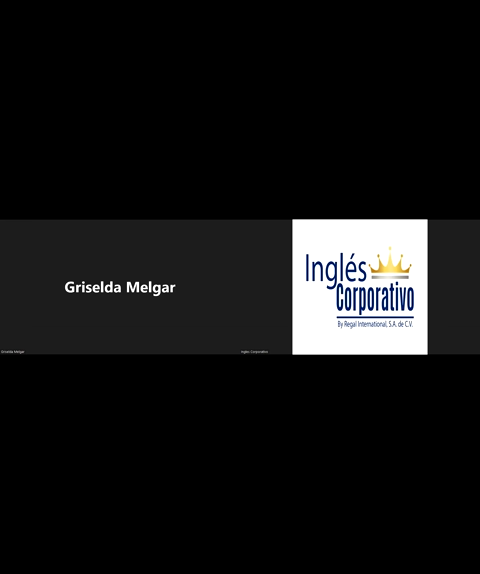 Griselda Melgar
Inglés
Corporativo
By Regal International, S.A. de C.V.
Griselda Melgar
Inglés Corporativo